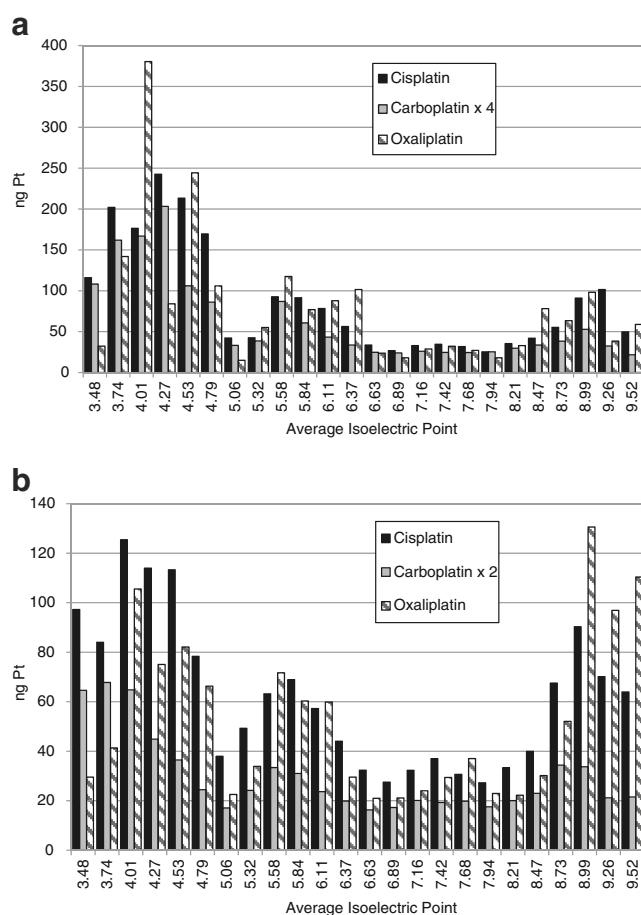 a
400
350
300
250
200
150
100
50
0
ng Pt
Cisplatin
Carboplatin x 4
Oxaliplatin
3.48 3.74 4.01 4.27 4.53 4.79 5.06 5.32 5.58 5.84 6.11 6.37 6.63 6.89 7.16 7.42 7.68 7.94 8.21 8.47 8.73 8.99 9.26 9.52
Average Isoelectric Point
b
140
120
100
80
60
40
20
0
ng Pt
Cisplatin
Carboplatin x 2
Oxaliplatin
3.48 3.74 4.01 4.27 4.53 4.79 5.06 5.32 5.58 5.84 6.11 6.37 6.63 6.89 7.16 7.42 7.68 7.94 8.21 8.47 8.73 8.99 9.26 9.52
Average Isoelectric Point